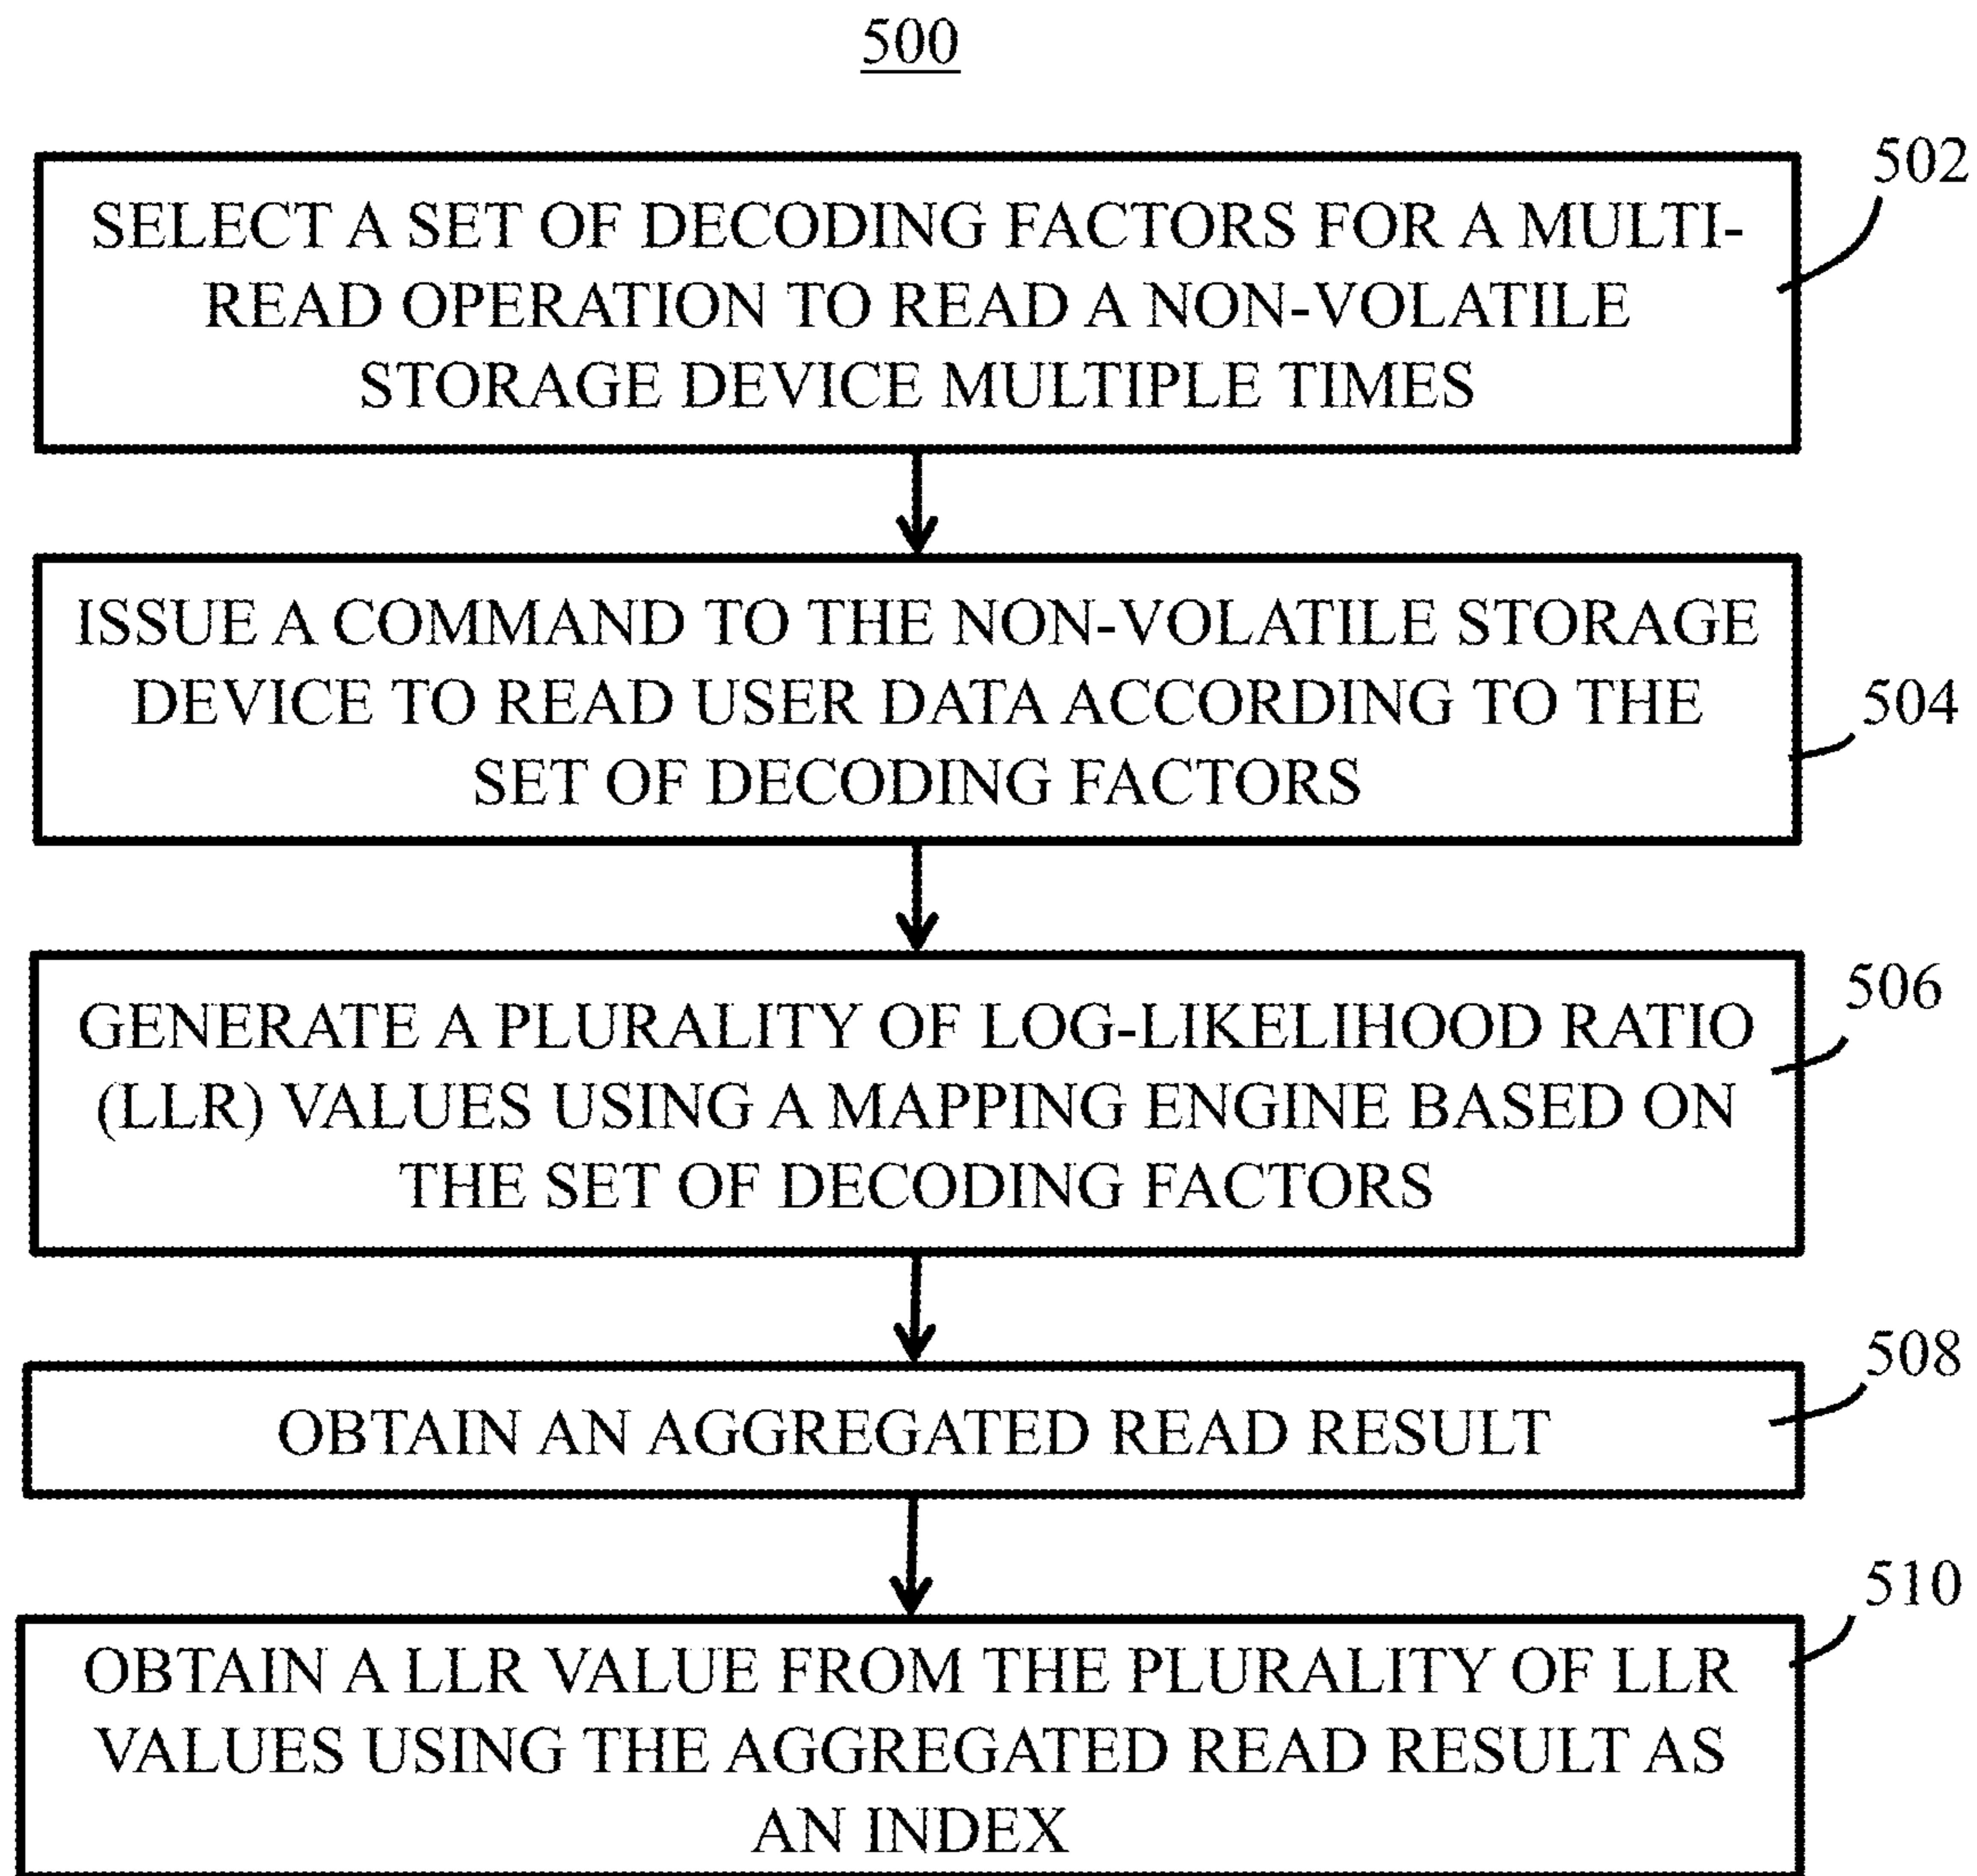 500
502
SELECT A SET OF DECODING FACTORS FOR A MULTI-
READ OPERATION TO READ A NON-VOLATILE
STORAGE DEVICE MULTIPLE TIMES
ISSUE A COMMAND TO THE NON-VOLATILE STORAGE
DEVICE TO READ USER DATA ACCORDING TO THE
504
SET OF DECODING FACTORS
506
GENERATE A PLURALITY OF LOG-LIKELIHOOD RATIO
(LLR) VALUES USING A MAPPING ENGINE BASED ON
THE SET OF DECODING FACTORS
508
OBTAIN AN AGGREGATED READ RESULT
510
OBTAIN A LLR VALUE FROM THE PLURALITY OF LLR
VALUES USING THE AGGREGATED READ RESULT AS
AN INDEX